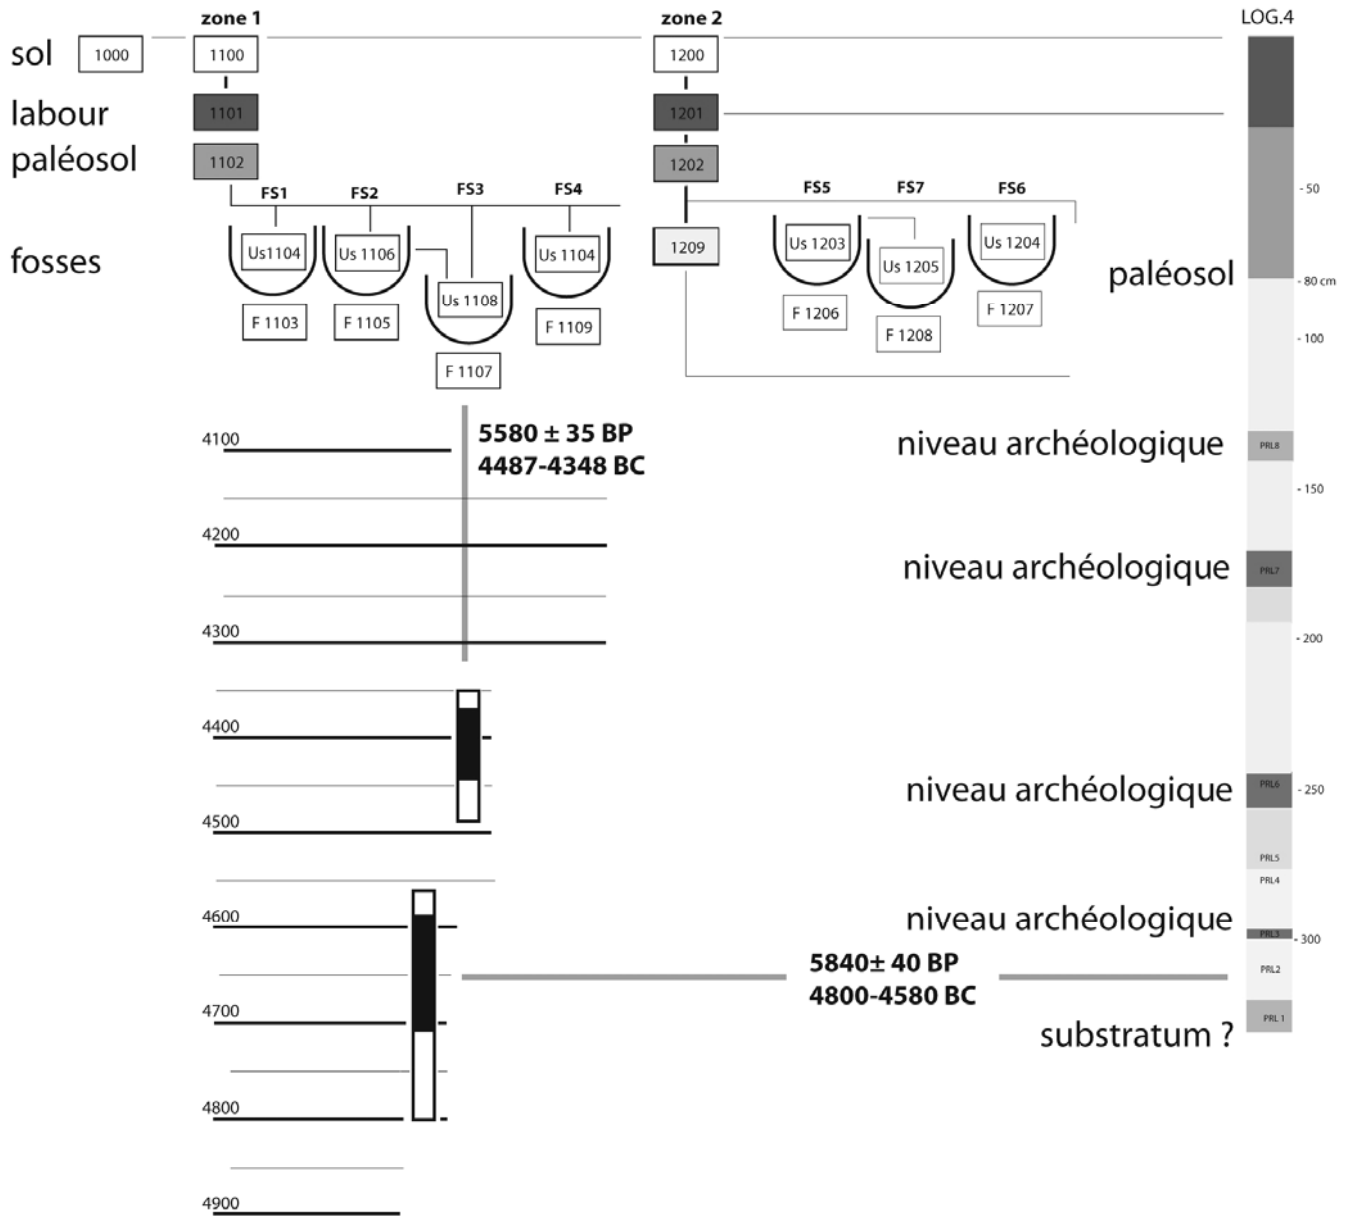 zone 1
zone 2
LOG.4
sol
1000
1100
1200
labour
1101
1201
paléosol
1102
1202
- 50
FS1
FS2
FS3
FS4
FS5
FS7
FS6
fosses
Us1104
Us 1106
Us 1108
Us 1104
1209
Us 1203
Us 1205
Us 1204
paléosol
- 80 cm
F 1103
F 1105
F 1107
F 1109
F 1206
F 1208
F 1207
- 100
5580 ± 35 BP
4487-4348 BC
4100
niveau archéologique
PRL8
- 150
4200
niveau archéologique
PRL7
4300
- 200
4400
niveau archéologique
PRL6
- 250
4500
PRL5
PRL4
4600
niveau archéologique
PRL3
- 300
5840± 40 BP
4800-4580 BC
PRL2
4700
PRL 1
substratum ?
4800
4900